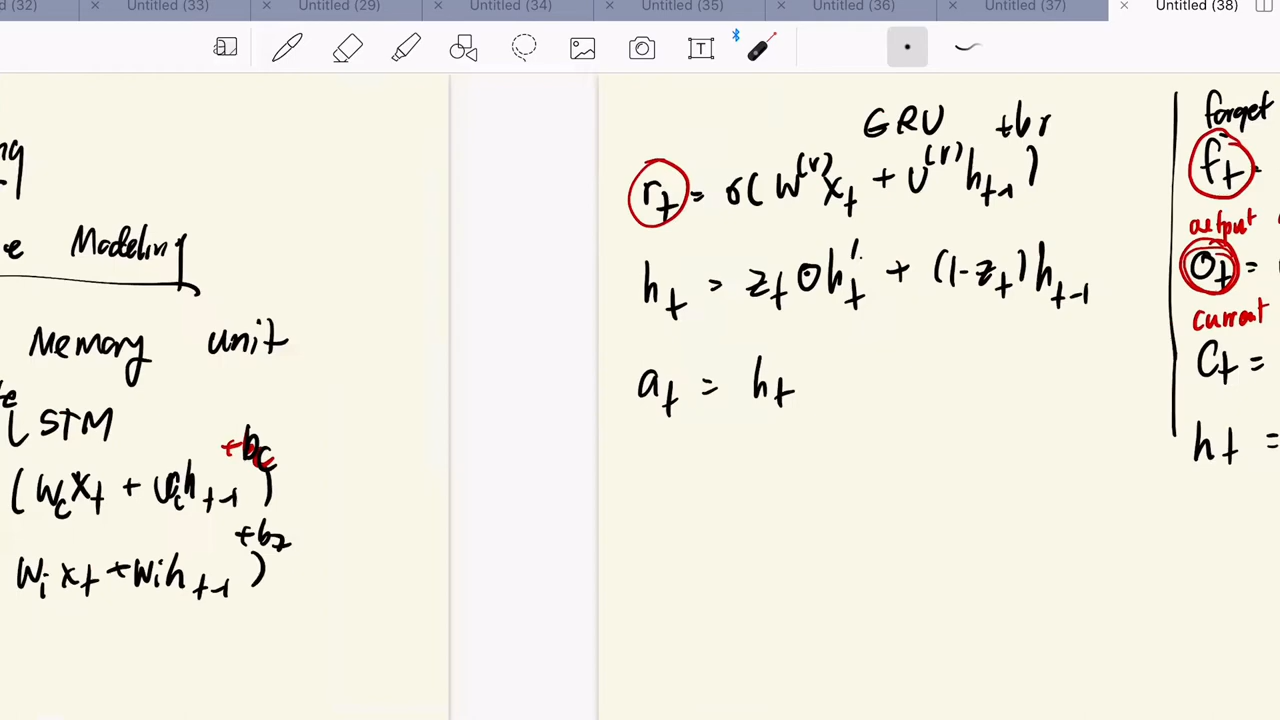 (32) Untitled (33) Untitled (29) Untitled (34) Untitled (35) Untitled (36) Untitled (37) Untitled (38)
Modeling
Memory unit
LSTM
+bc
(Wcxt + Ucht-1)
+bz
Wixt + Wiht-1)
GRU +br
rt = σ(W(r)xt + U(r)ht-1)
ht = zt⊙h't + (1-zt)ht-1
at = ht
forget
ft
output
Ot =
current
Ct =
ht =